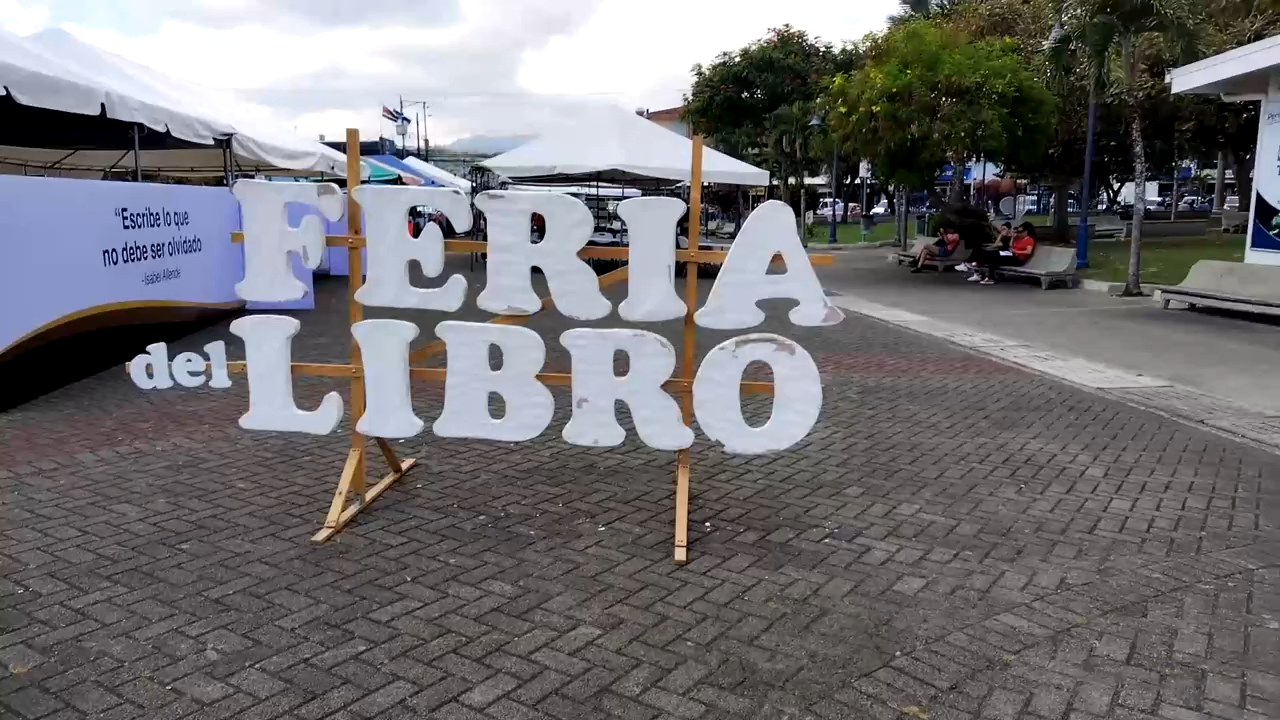 “Escribe lo que
no debe ser olvidado
-Isabel Allende
FERIA
del LIBRO